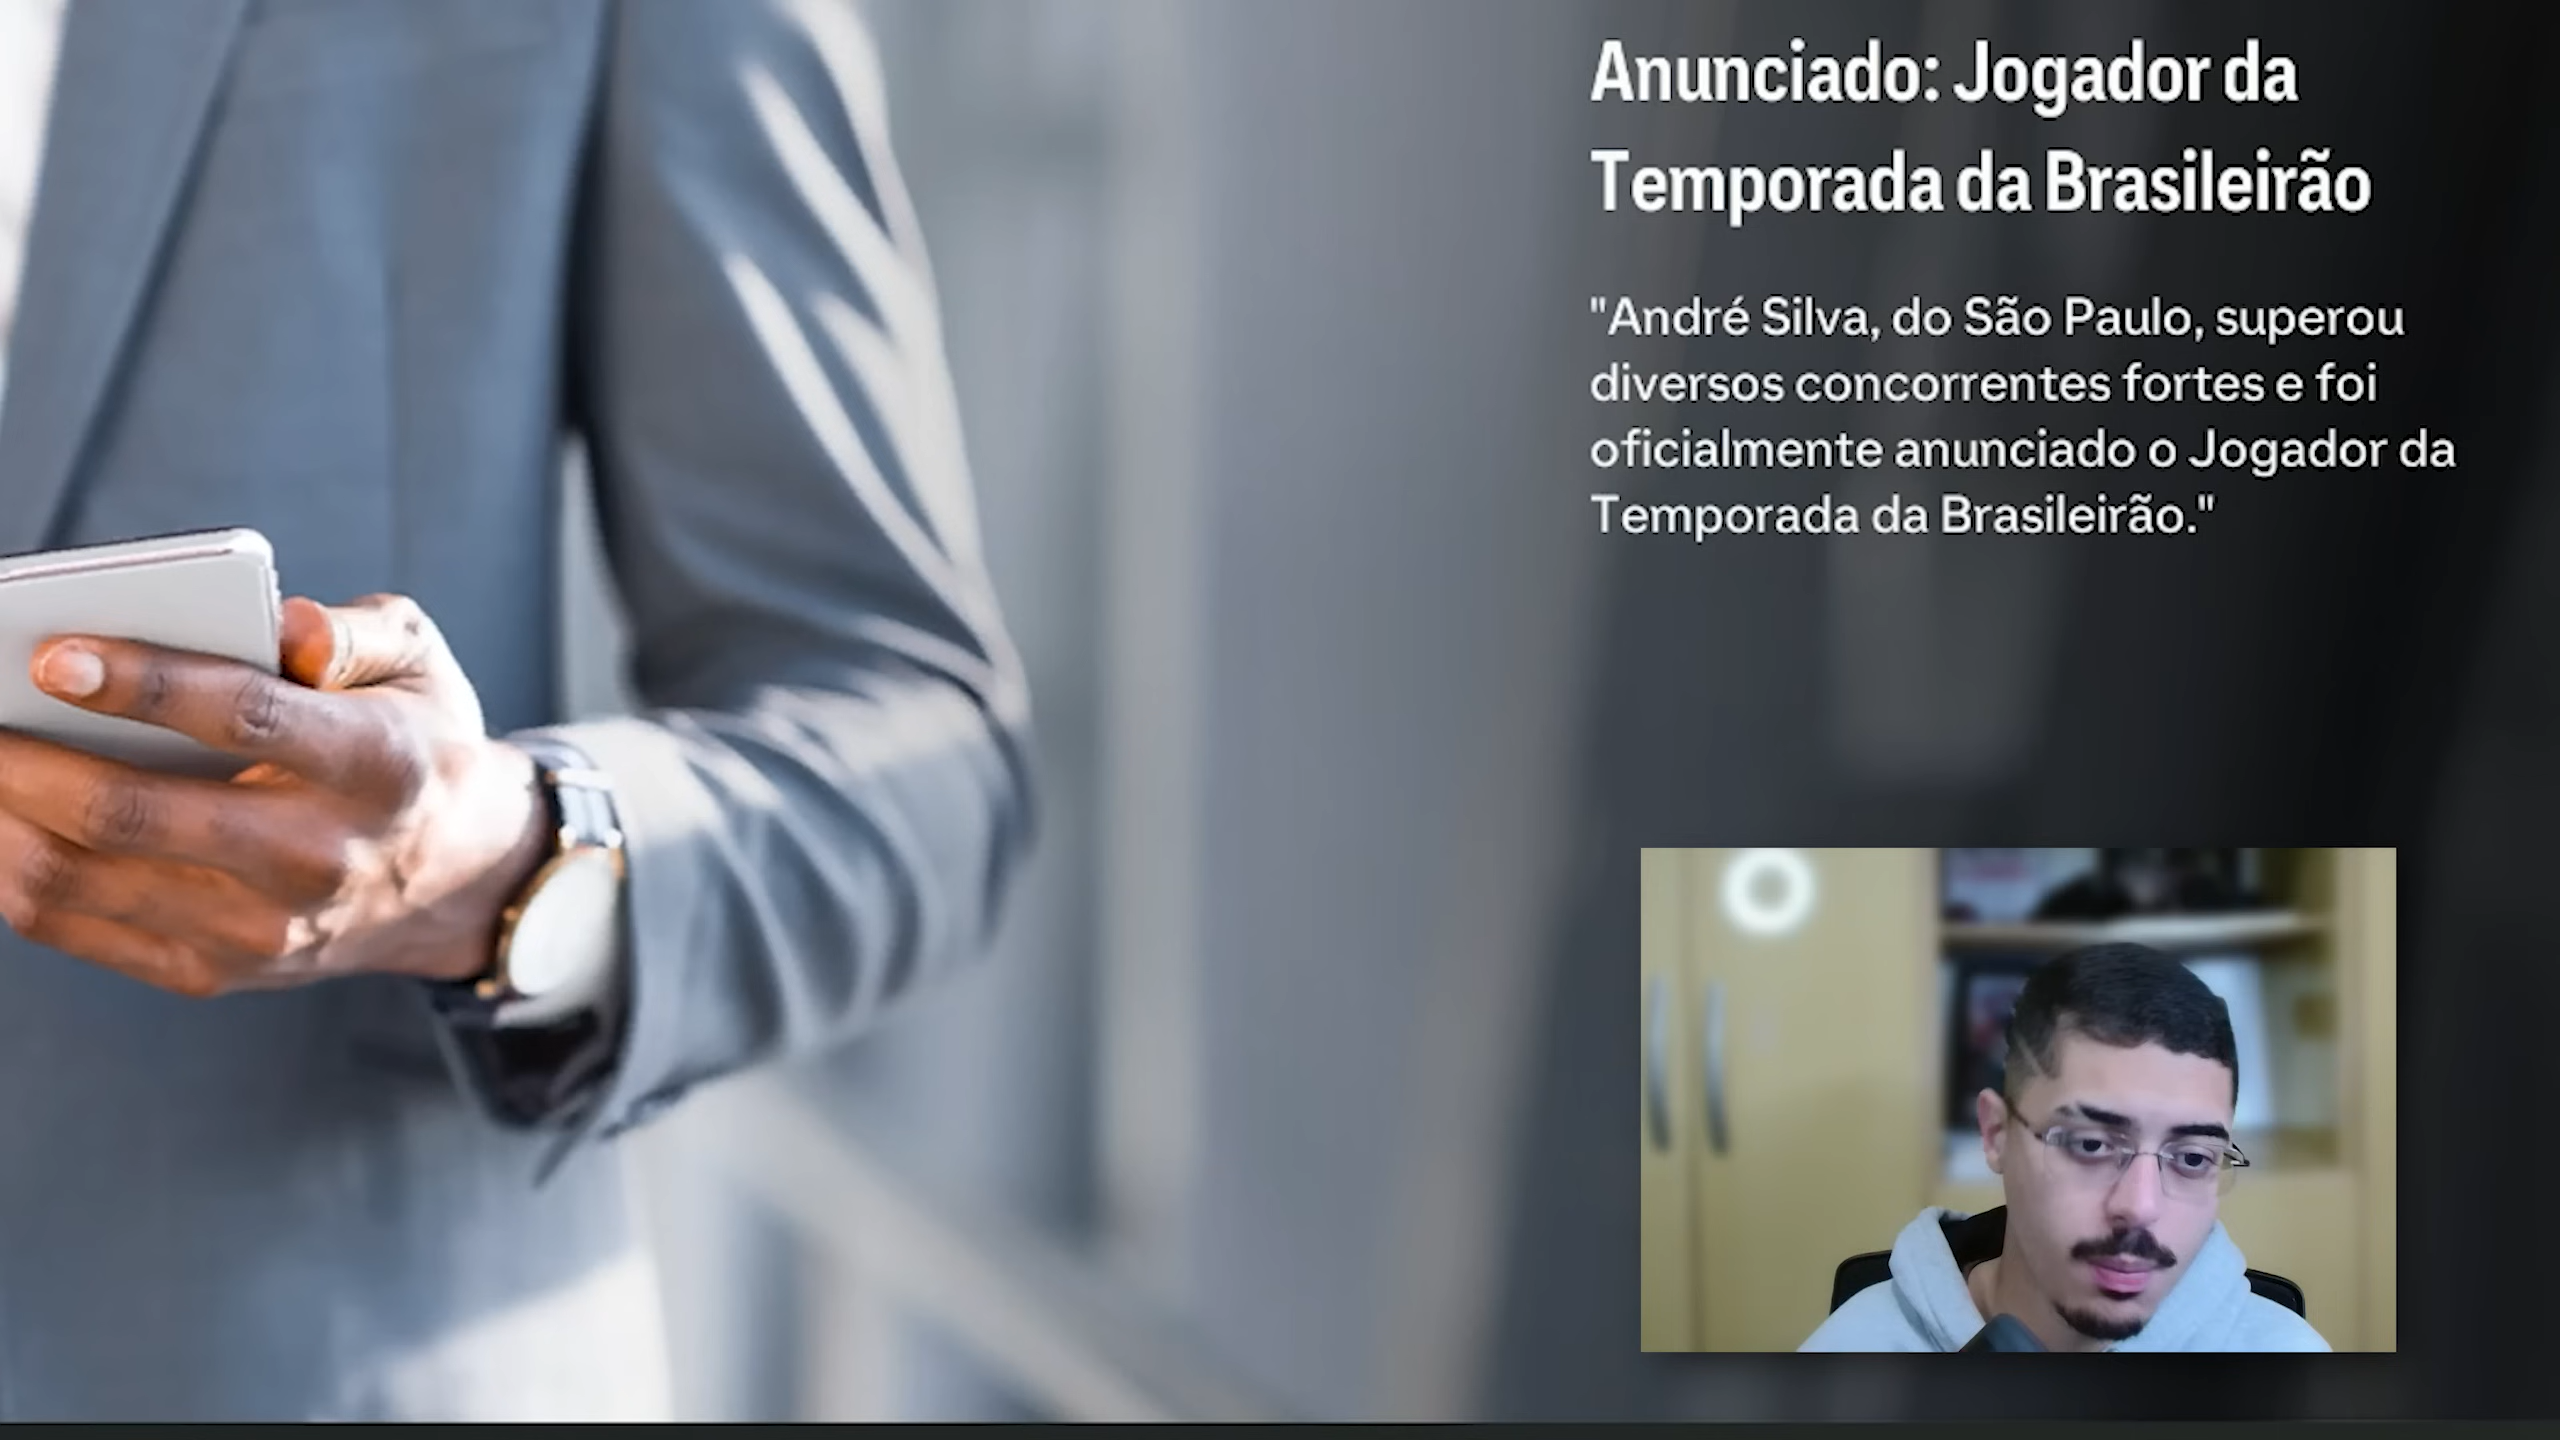 Anunciado: Jogador da
Temporada da Brasileirão
"André Silva, do São Paulo, superou
diversos concorrentes fortes e foi
oficialmente anunciado o Jogador da
Temporada da Brasileirão."